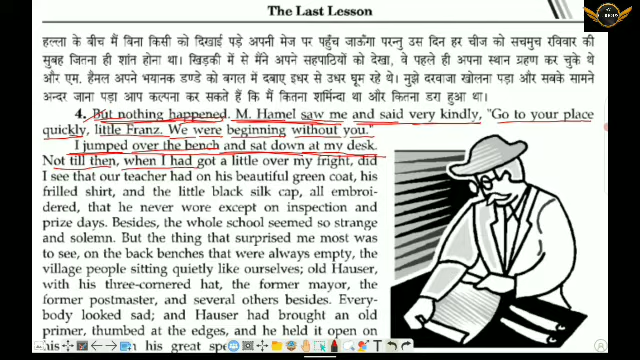 The Last Lesson
हल्ला के बीच मैं बिना किसी को दिखाई पड़े अपनी मेज पर पहुँच जाऊँगा परन्तु उस दिन हर चीज को सचमुच रविवार की
सुबह जितना ही शांत होना था। खिड़की में से मैंने अपने सहपाठियों को देखा, वे पहले ही अपना स्थान ग्रहण कर चुके थे
और एम. हैमल अपने भयानक डण्डे को बगल में दबाए इधर से उधर घूम रहे थे। मुझे दरवाजा खोलना पड़ा और सबके सामने
अन्दर जाना पड़ा आप कल्पना कर सकते हैं कि मैं कितना शर्मिन्दा था और कितना डरा हुआ था।
4. But nothing happened. M. Hamel saw me and said very kindly, "Go to your place
quickly, little Franz. We were beginning without you."
I jumped over the bench and sat down at my desk.
Not till then, when I had got a little over my fright, did
I see that our teacher had on his beautiful green coat, his
frilled shirt, and the little black silk cap, all embroi-
dered, that he never wore except on inspection and
prize days. Besides, the whole school seemed so strange
and solemn. But the thing that surprised me most was
to see, on the back benches that were always empty, the
village people sitting quietly like ourselves; old Hauser,
with his three-cornered hat, the former mayor, the
former postmaster, and several others besides. Every-
body looked sad; and Hauser had brought an old
primer, thumbed at the edges, and he held it open on
his great